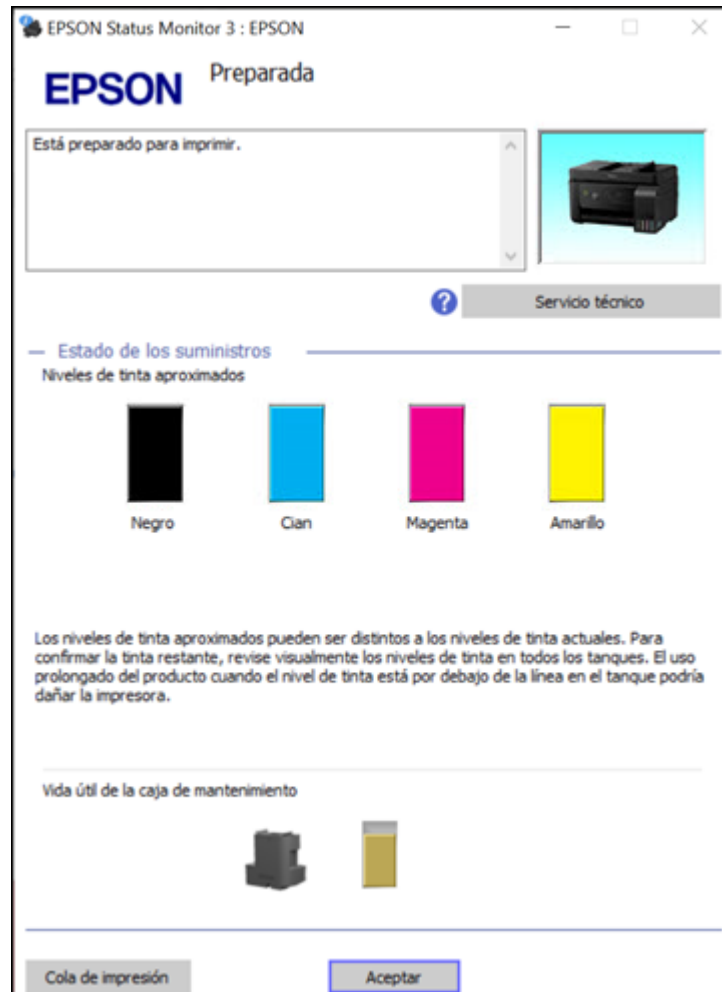 EPSON Status Monitor 3 : EPSON
EPSON
Preparada
Está preparado para imprimir.
Servicio técnico
Estado de los suministros
Niveles de tinta aproximados
Negro
Cian
Magenta
Amarillo
Los niveles de tinta aproximados pueden ser distintos a los niveles de tinta actuales. Para
confirmar la tinta restante, revise visualmente los niveles de tinta en todos los tanques. El uso
prolongado del producto cuando el nivel de tinta está por debajo de la línea en el tanque podría
dañar la impresora.
Vida útil de la caja de mantenimiento
Cola de impresión
Aceptar